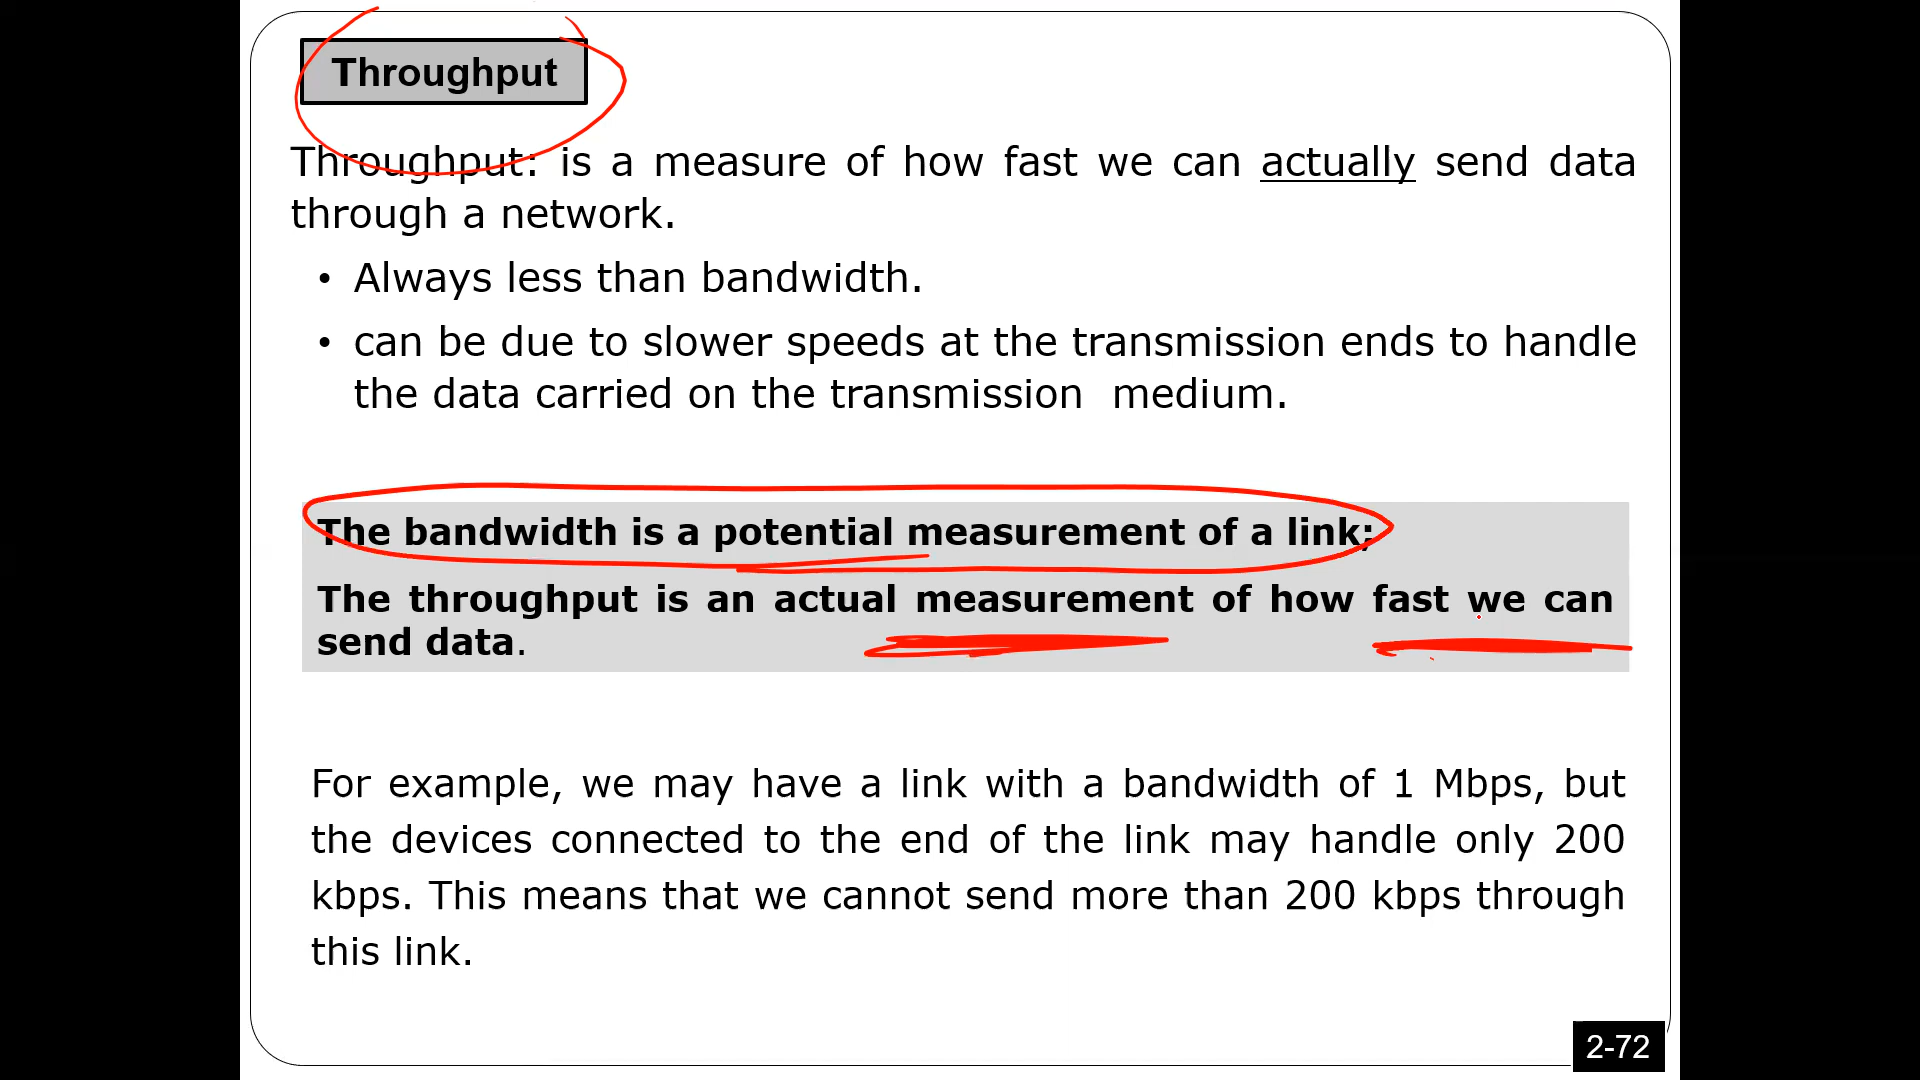 Throughput
Throughput: is a measure of how fast we can actually send data
through a network.
• Always less than bandwidth.
• can be due to slower speeds at the transmission ends to handle
the data carried on the transmission medium.
The bandwidth is a potential measurement of a link;
The throughput is an actual measurement of how fast we can
send data.
For example, we may have a link with a bandwidth of 1 Mbps, but
the devices connected to the end of the link may handle only 200
kbps. This means that we cannot send more than 200 kbps through
this link.
2-72